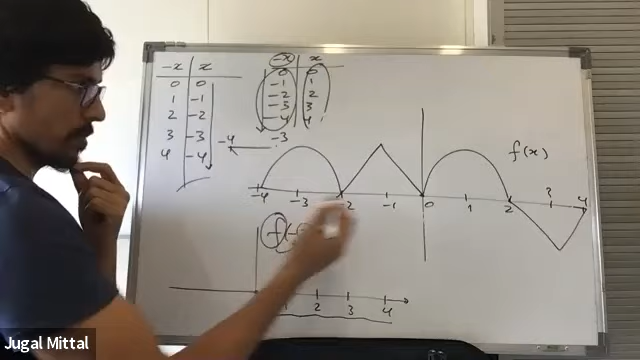 -x x
0 0
1 -1
2 -2
3 -3
4 -4
-x x
0 0
-1 1
-2 2
-3 3
-4 4
-3
-4
f(x)
-4 -3 -2 -1 0 1 2 3 4
f(-
1 2 3 4
Jugal Mittal